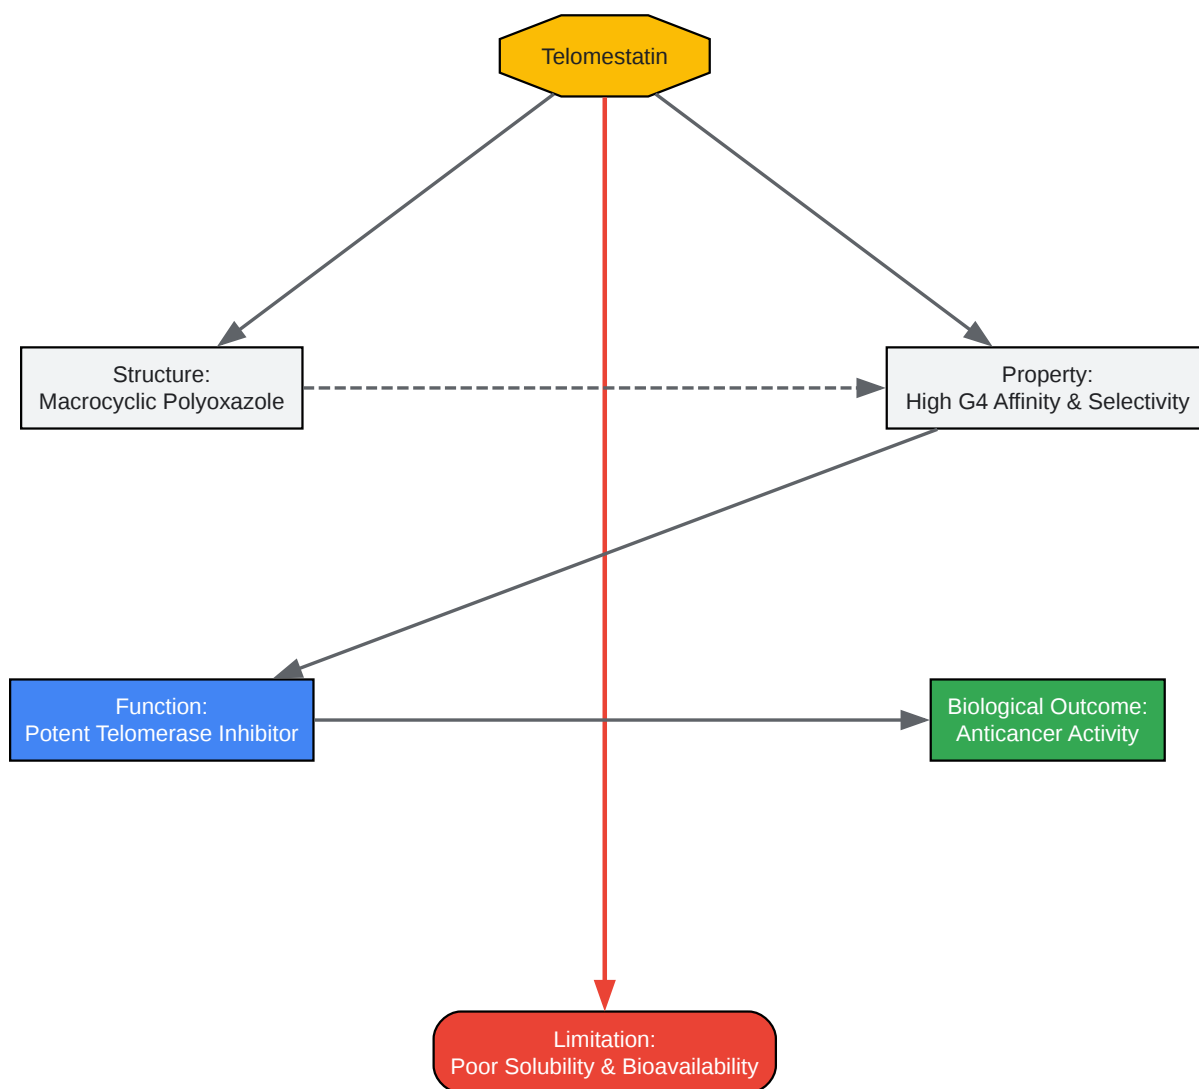 Telomestatin
Structure:
Macrocyclic Polyoxazole
Property:
High G4 Affinity & Selectivity
Function:
Potent Telomerase Inhibitor
Biological Outcome:
Anticancer Activity
Limitation:
Poor Solubility & Bioavailability